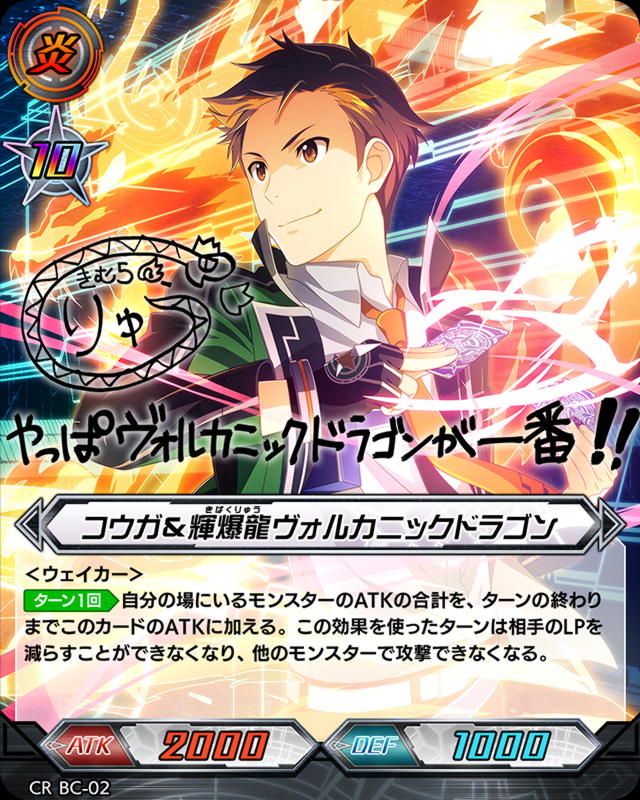 炎
10
きむら
りゅう
やっぱヴォルカニックドラゴンが一番!!
きばくりゅう
コウガ&輝爆龍ヴォルカニックドラゴン
<ウェイカー>
ターン1回 自分の場にいるモンスターのATKの合計を、ターンの終わり
までこのカードのATKに加える。この効果を使ったターンは相手のLPを
減らすことができなくなり、他のモンスターで攻撃できなくなる。
ATK 2000 DEF 1000
CR BC-02